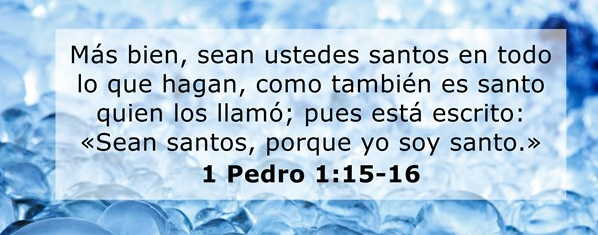 Más bien, sean ustedes santos en todo
lo que hagan, como también es santo
quien los llamó; pues está escrito:
«Sean santos, porque yo soy santo.»
1 Pedro 1:15-16